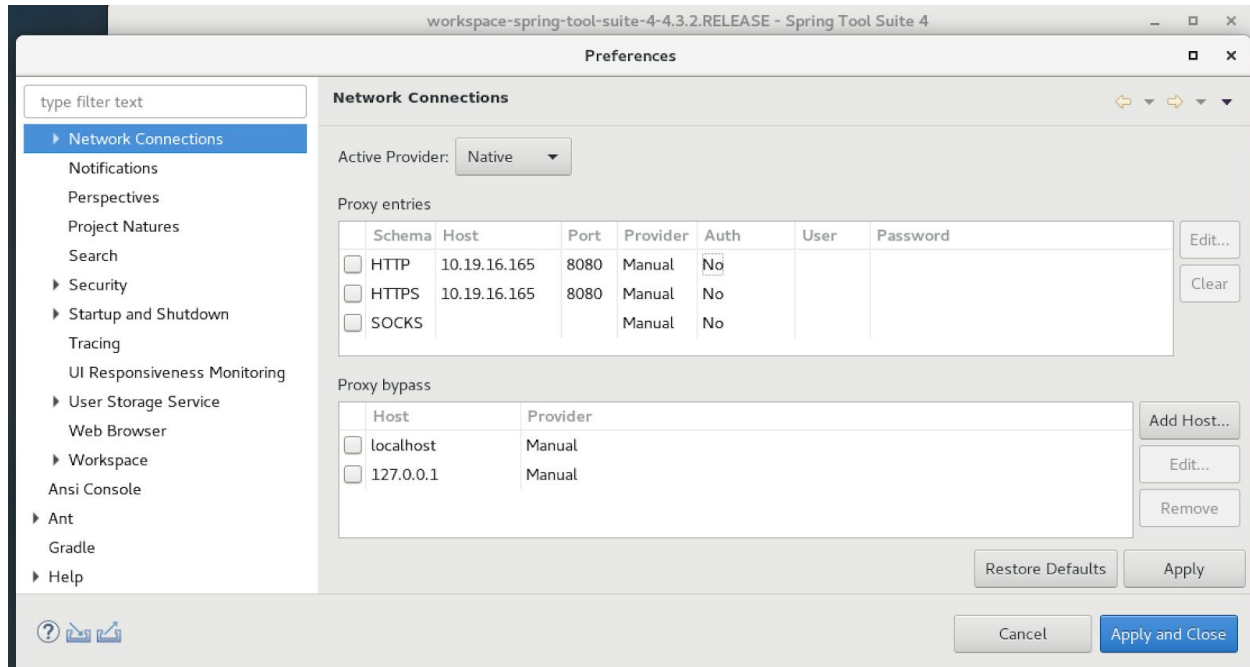 workspace-spring-tool-suite-4-4.3.2.RELEASE - Spring Tool Suite 4
Preferences
type filter text
Network Connections
Notifications
Perspectives
Project Natures
Search
Security
Startup and Shutdown
Tracing
UI Responsiveness Monitoring
User Storage Service
Web Browser
Workspace
Ansi Console
Ant
Gradle
Help
Network Connections
Active Provider: Native
Proxy entries
Schema Host Port Provider Auth User Password
HTTP 10.19.16.165 8080 Manual No
HTTPS 10.19.16.165 8080 Manual No
SOCKS Manual No
Edit...
Clear
Proxy bypass
Host Provider
localhost Manual
127.0.0.1 Manual
Add Host...
Edit...
Remove
Restore Defaults Apply
? Cancel Apply and Close